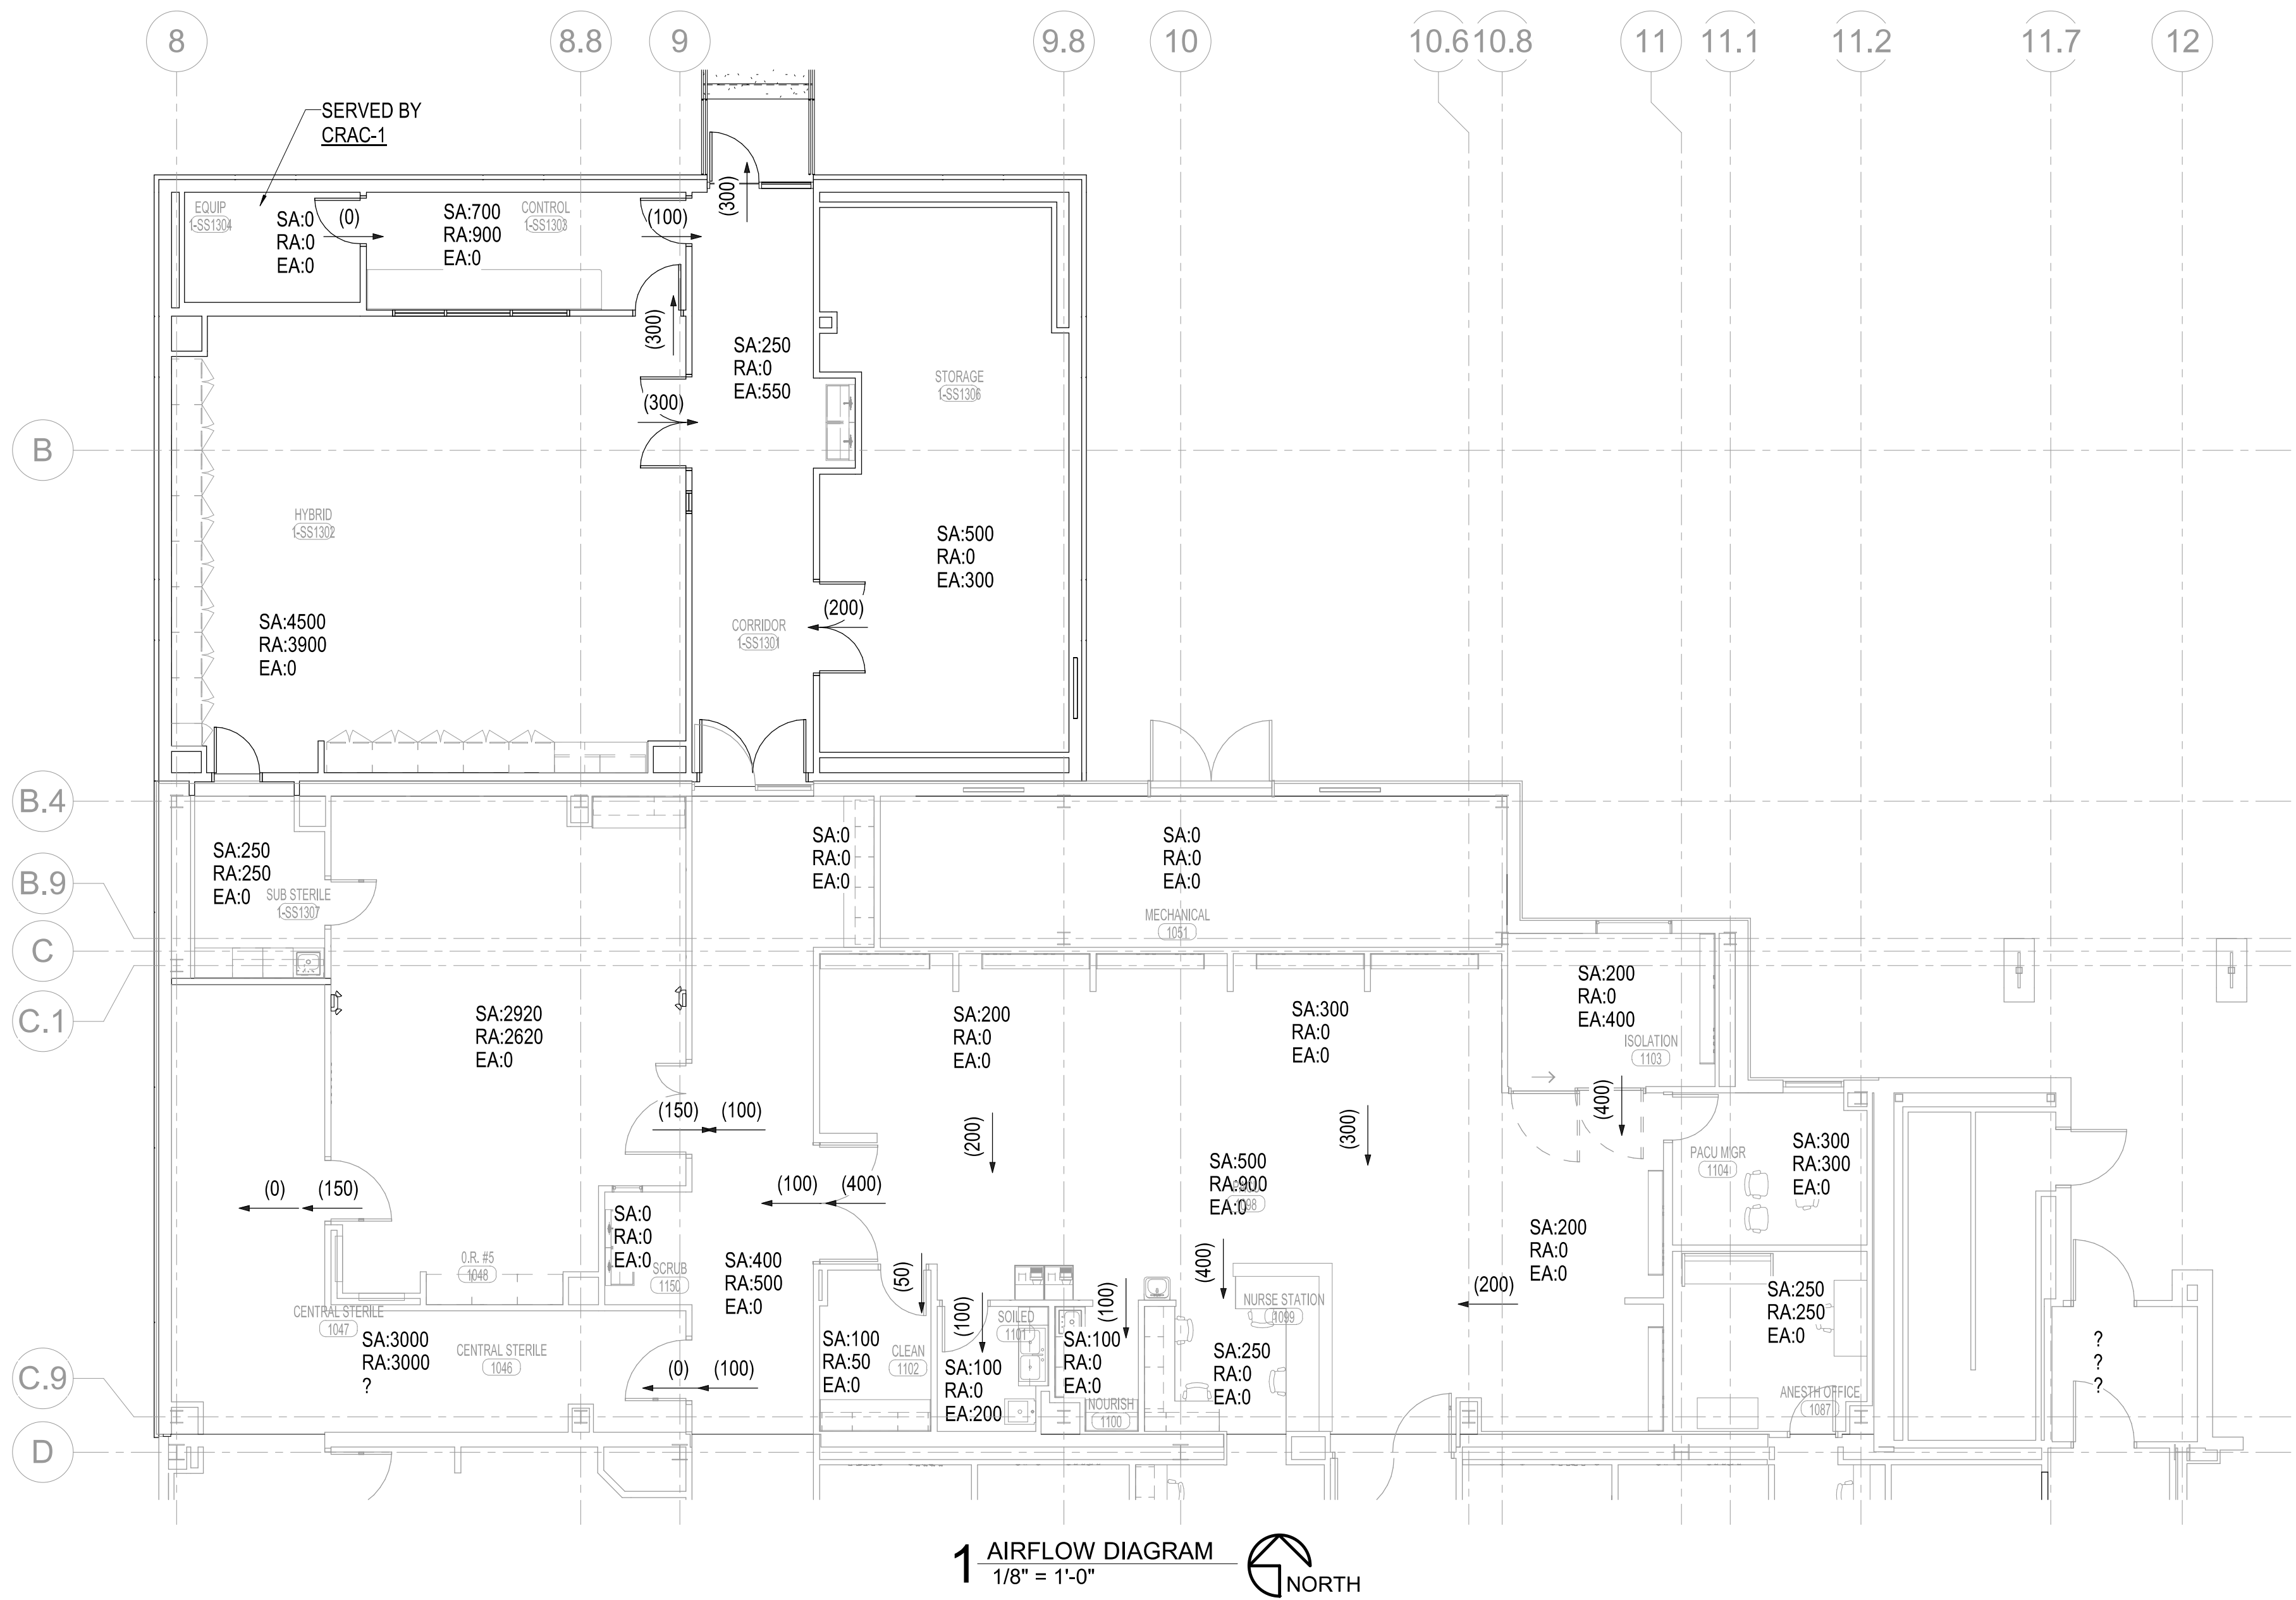 8
8.8
9
9.8
10
10.6
10.8
11
11.1
11.2
11.7
12
SERVED BY
CRAC-1
EQUIP
1-SS1304
SA:0
RA:0
EA:0
(0)
SA:700
RA:900
EA:0
CONTROL
1-SS1303
(100)
(300)
(300)
SA:250
RA:0
EA:550
STORAGE
1-SS1306
(300)
B
HYBRID
1-SS1302
SA:500
RA:0
EA:300
SA:4500
RA:3900
EA:0
CORRIDOR
1-SS1301
(200)
B.4
SA:250
RA:250
EA:0
SUB STERILE
1-SS1307
SA:0
RA:0
EA:0
SA:0
RA:0
EA:0
MECHANICAL
1051
B.9
C
C.1
SA:2920
RA:2620
EA:0
SA:200
RA:0
EA:0
SA:300
RA:0
EA:0
SA:200
RA:0
EA:400
ISOLATION
1103
(150)
(100)
(200)
(300)
(400)
PACU MGR
1104
SA:300
RA:300
EA:0
(0)
(150)
(100)
(400)
SA:500
RA:900
EA:0
1098
SA:0
RA:0
EA:0
O.R. #5
1048
SCRUB
1150
SA:400
RA:500
EA:0
(50)
(100)
(100)
(400)
(200)
SA:200
RA:0
EA:0
CENTRAL STERILE
1047
SA:3000
RA:3000
?
CENTRAL STERILE
1046
(0)
(100)
SA:100
RA:50
EA:0
CLEAN
1102
SOILED
1101
SA:100
RA:0
EA:200
SA:100
RA:0
EA:0
NOURISH
1100
SA:250
RA:0
EA:0
NURSE STATION
1099
SA:250
RA:250
EA:0
ANESTH OFFICE
1087
?
?
?
C.9
D
1 AIRFLOW DIAGRAM
1/8" = 1'-0"
NORTH